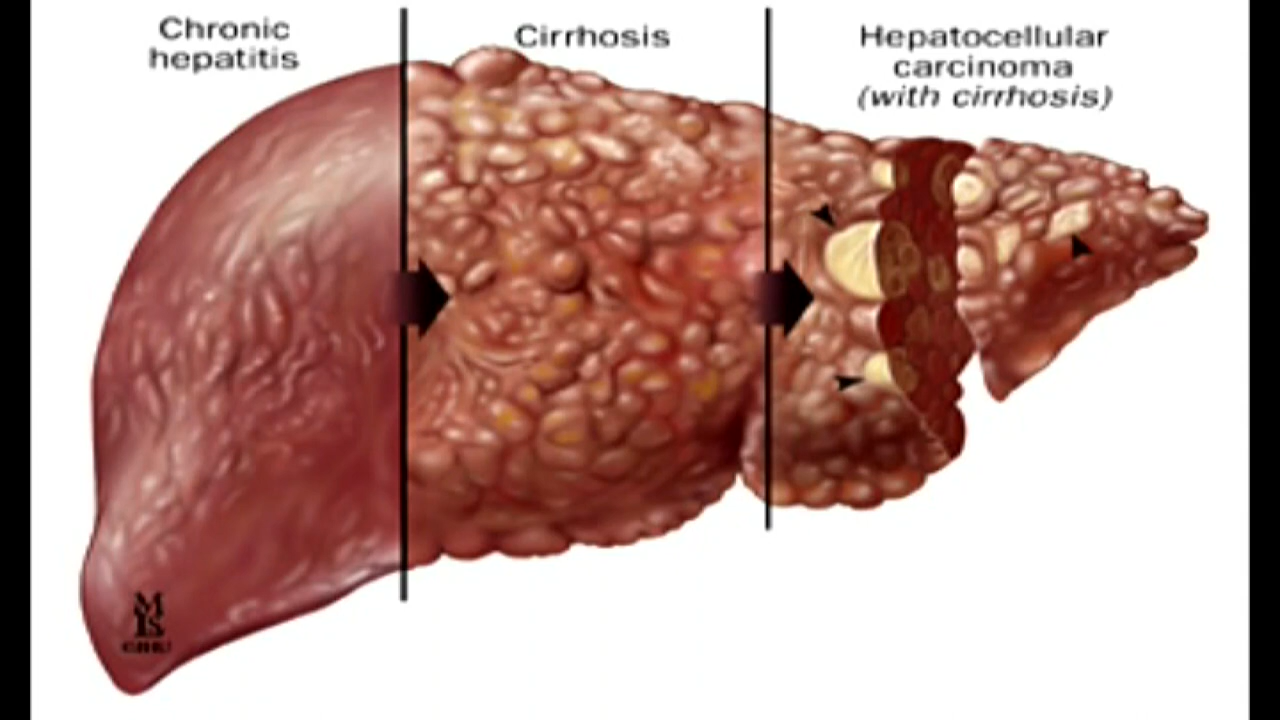 Chronic
hepatitis
Cirrhosis
Hepatocellular
carcinoma
(with cirrhosis)